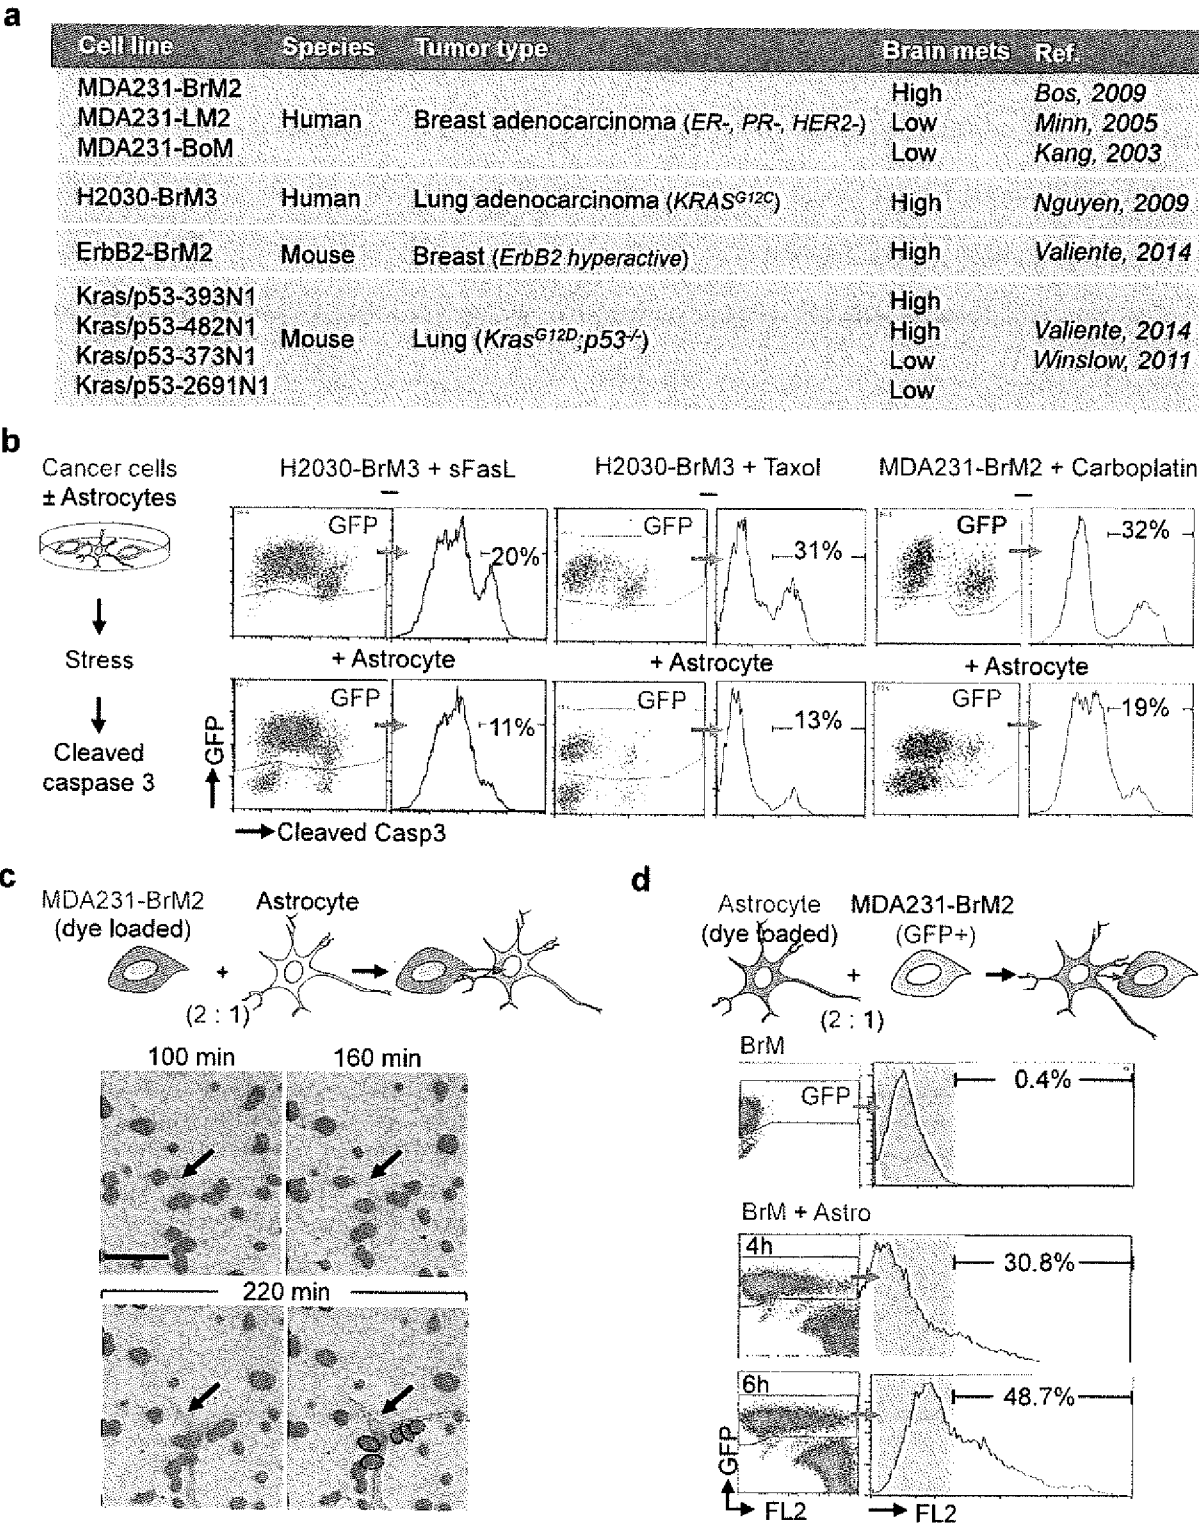 a
Cell line Species Tumor type Brain mets Ref.
MDA231-BrM2 High Bos, 2009
MDA231-LM2 Human Breast adenocarcinoma (ER-, PR-, HER2-) Low Minn, 2005
MDA231-BoM Low Kang, 2003
H2030-BrM3 Human Lung adenocarcinoma (KRASG12C) High Nguyen, 2009
ErbB2-BrM2 Mouse Breast (ErbB2 hyperactive) High Valiente, 2014
Kras/p53-393N1 High
Kras/p53-482N1 Mouse Lung (KrasG12D;p53-/-) High Valiente, 2014
Kras/p53-373N1 Low Winslow, 2011
Kras/p53-2691N1 Low
b
Cancer cells
± Astrocytes
Stress
Cleaved
caspase 3
H2030-BrM3 + sFasL H2030-BrM3 + Taxol MDA231-BrM2 + Carboplatin
– – –
GFP 20% GFP 31% GFP 32%
+ Astrocyte + Astrocyte + Astrocyte
GFP 11% GFP 13% GFP 19%
GFP
Cleaved Casp3
c
MDA231-BrM2 Astrocyte
(dye loaded)
+
(2 : 1)
100 min 160 min
220 min
d
Astrocyte MDA231-BrM2
(dye loaded) (GFP+)
+
(2 : 1)
BrM
GFP 0.4%
BrM + Astro
4h 30.8%
6h 48.7%
GFP
FL2 FL2